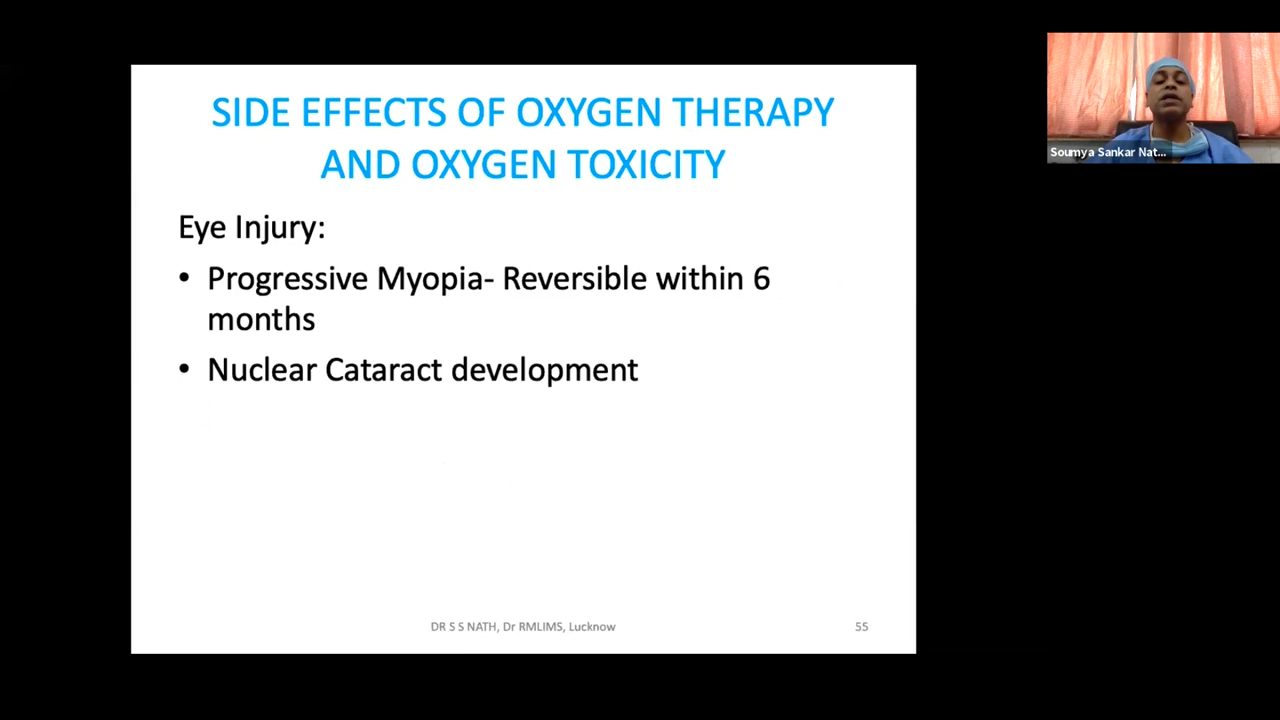 SIDE EFFECTS OF OXYGEN THERAPY
AND OXYGEN TOXICITY
Eye Injury:
• Progressive Myopia- Reversible within 6
months
• Nuclear Cataract development
DR S S NATH, Dr RMLIMS, Lucknow
55
Soumya Sankar Nat...